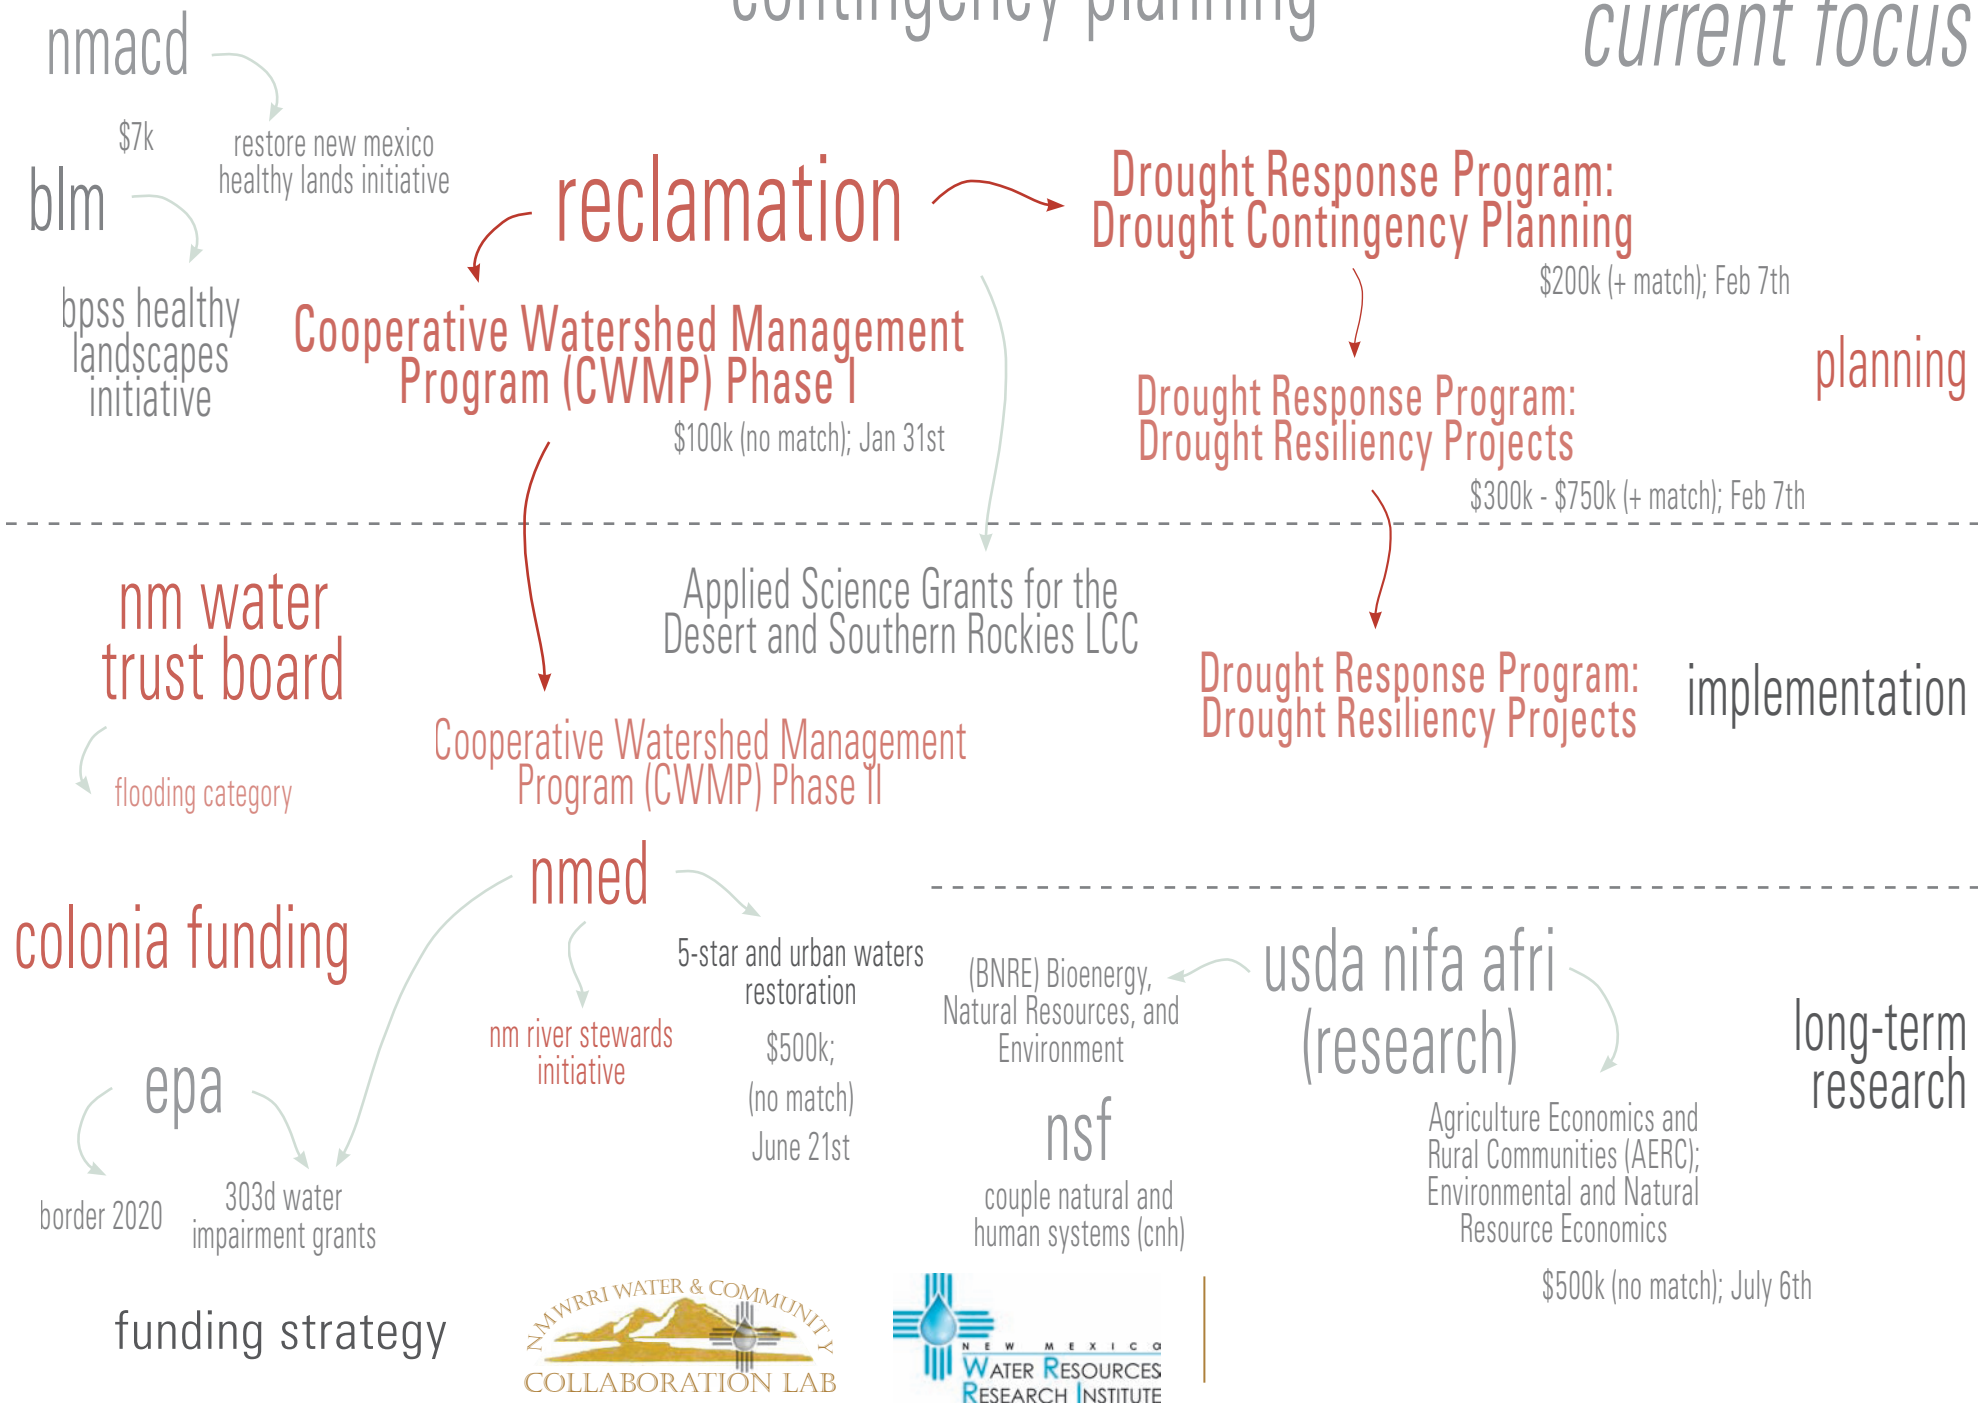 contingency planning
current focus
nmacd
$7k
restore new mexico
healthy lands initiative
blm
bpss healthy
landscapes
initiative
reclamation
Cooperative Watershed Management
Program (CWMP) Phase I
$100k (no match); Jan 31st
Drought Response Program:
Drought Contingency Planning
$200k (+ match); Feb 7th
Drought Response Program:
Drought Resiliency Projects
$300k - $750k (+ match); Feb 7th
planning
nm water
trust board
flooding category
Applied Science Grants for the
Desert and Southern Rockies LCC
Cooperative Watershed Management
Program (CWMP) Phase II
Drought Response Program:
Drought Resiliency Projects
implementation
colonia funding
nmed
nm river stewards
initiative
5-star and urban waters
restoration
$500k;
(no match)
June 21st
epa
border 2020
303d water
impairment grants
usda nifa afri
(research)
(BNRE) Bioenergy,
Natural Resources, and
Environment
nsf
couple natural and
human systems (cnh)
Agriculture Economics and
Rural Communities (AERC);
Environmental and Natural
Resource Economics
$500k (no match); July 6th
long-term
research
funding strategy
NMWRRI WATER & COMMUNITY
COLLABORATION LAB
NEW MEXICO
WATER RESOURCES
RESEARCH INSTITUTE